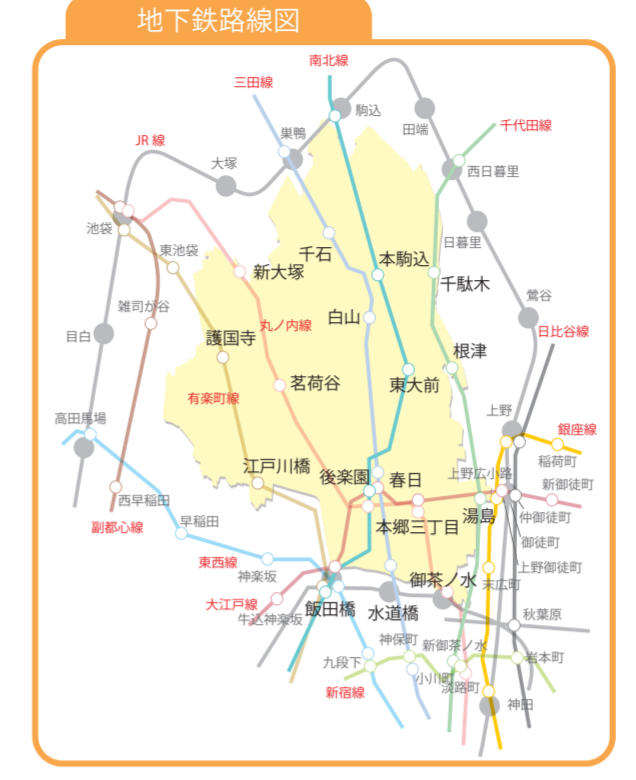 地下鉄路線図
南北線
三田線
駒込
千代田線
田端
巣鴨
JR 線
大塚
西日暮里
池袋
東池袋
日暮里
千石
本駒込
新大塚
千駄木
鶯谷
雑司が谷
白山
丸ノ内線
日比谷線
目白
護国寺
根津
茗荷谷
東大前
有楽町線
上野
高田馬場
銀座線
稲荷町
江戸川橋
後楽園
春日
上野広小路
新御徒町
西早稲田
湯島
仲御徒町
副都心線
早稲田
本郷三丁目
御徒町
東西線
上野御徒町
神楽坂
御茶ノ水
末広町
大江戸線
飯田橋
水道橋
秋葉原
牛込神楽坂
神保町
新御茶ノ水
九段下
岩本町
小川町
淡路町
新宿線
神田